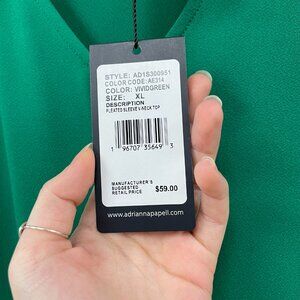 STYLE: AD1S300951
COLOR CODE: AE314
COLOR: VIVIDGREEN
SIZE: XL
DESCRIPTION
PLEATED SLEEVE V-NECK TOP
1 96707 35649 3
MANUFACTURER'S
SUGGESTED
RETAIL PRICE
$59.00
www.adriannapapell.com